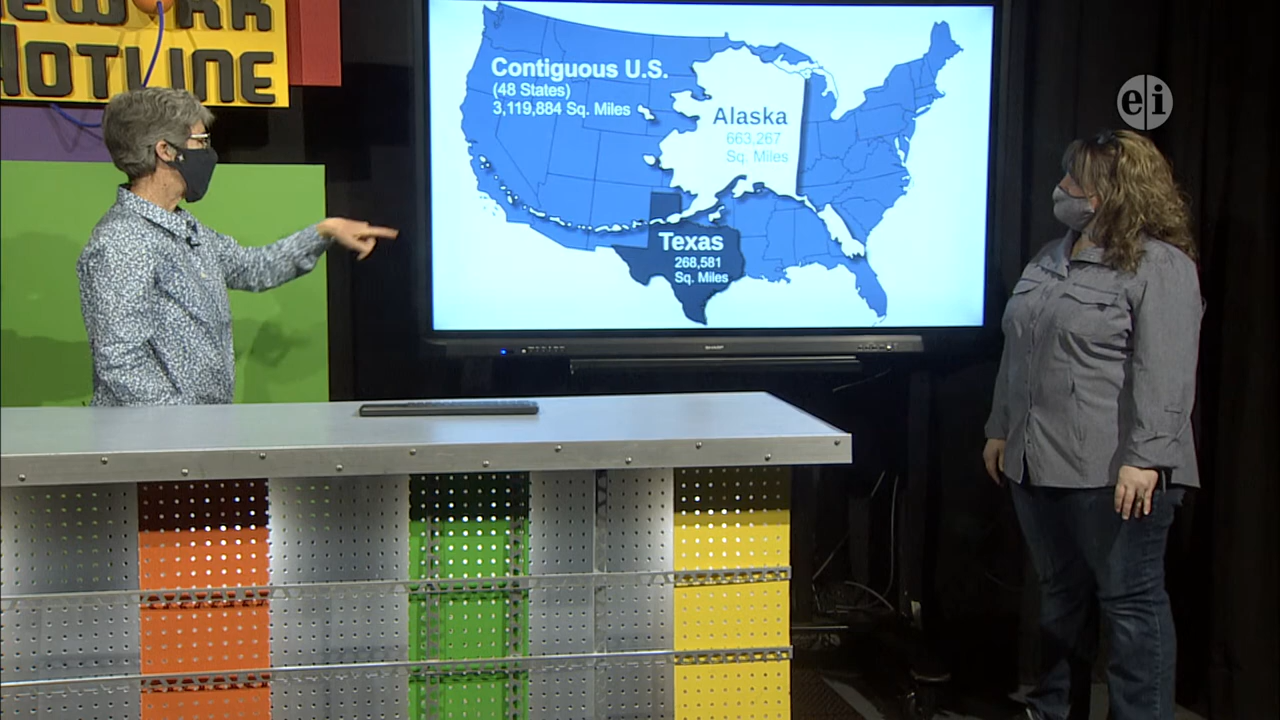 HOTLINE
Contiguous U.S.
(48 States)
3,119,884 Sq. Miles
Alaska
663,267
Sq. Miles
Texas
268,581
Sq. Miles
ei
SHARP